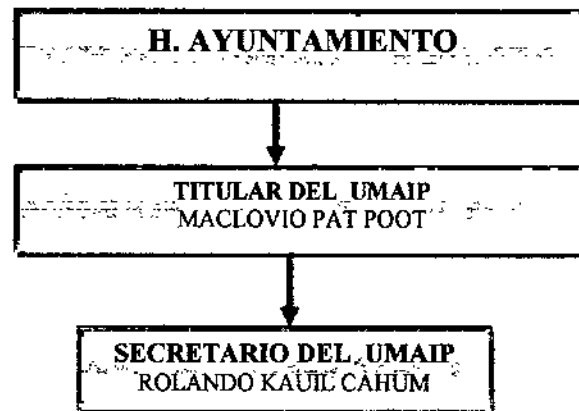 H. AYUNTAMIENTO
TITULAR DEL UMAIP
MACLOVIO PAT POOT
SECRETARIO DEL UMAIP
ROLANDO KAUIL CAHUM